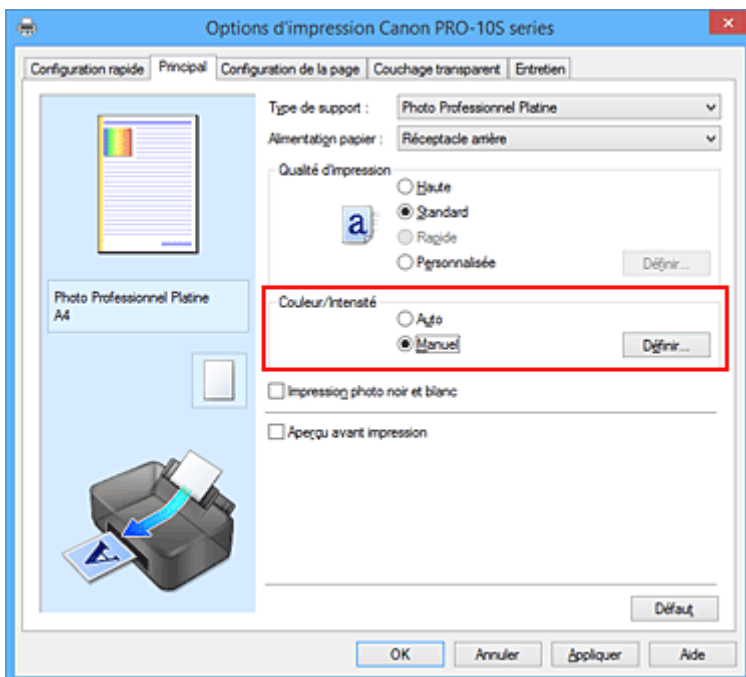 Options d'impression Canon PRO-10S series
Configuration rapide Principal Configuration de la page Couchage transparent Entretien
Type de support : Photo Professionnel Platine
Alimentation papier : Réceptacle arrière
Qualité d'impression
Haute
a Standard
Rapide
Personnalisée Définir...
Photo Professionnel Platine
A4
Couleur/Intensité
Auto
Manuel Définir...
Impression photo noir et blanc
Aperçu avant impression
A
Défaut
OK Annuler Appliquer Aide